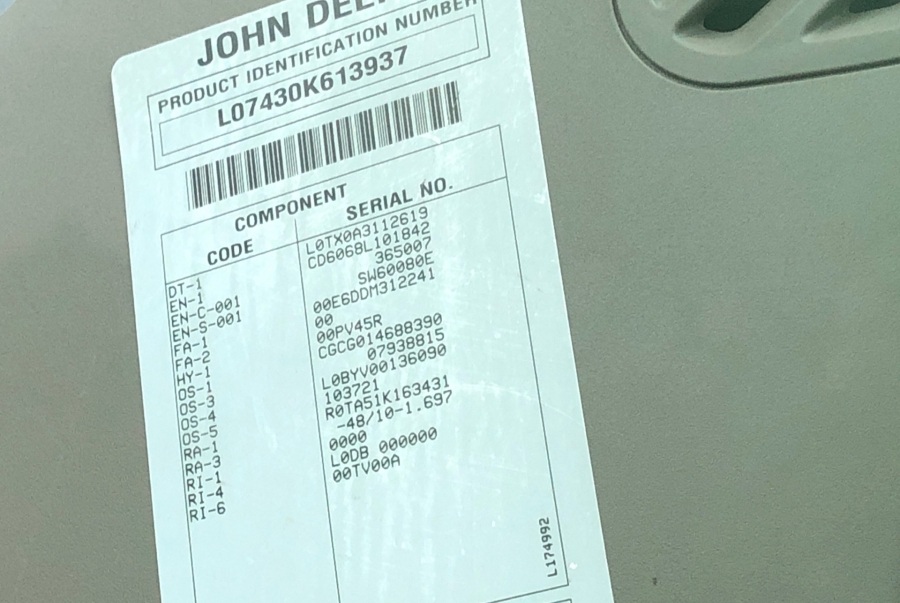 JOHN DEE
PRODUCT IDENTIFICATION NUMBER
L07430K613937
COMPONENT
CODE SERIAL NO.
DT-1 L0TX0A3112619
EN-1 CD6068L101842
EN-C-001 365007
EN-S-001 SW60080E
FA-1 00E6DDM312241
FA-2 00
HY-1 00PV45R
OS-1 CGCG014688390
OS-3 07938815
OS-4 L0BYV00136090
OS-5 103721
RA-1 R0TA51K163431
RA-3 -48/10-1.697
RI-1 0000
RI-4 L0DB 000000
RI-6 00TV00A
L174992